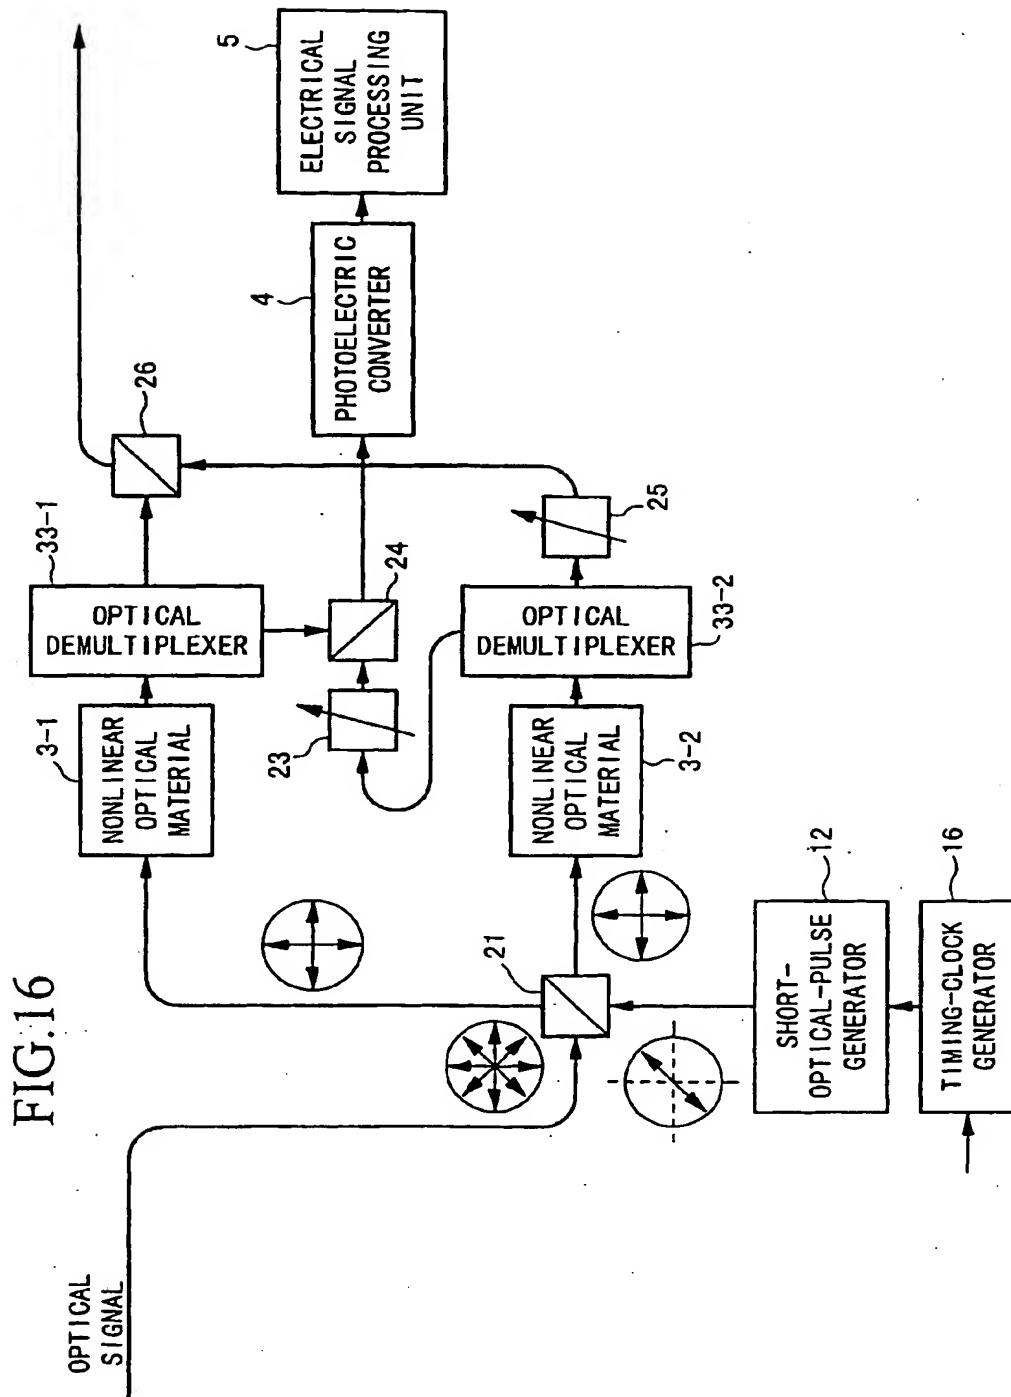 FIG.16
OPTICAL
SIGNAL
21
3-1
NONLINEAR
OPTICAL
MATERIAL
33-1
OPTICAL
DEMULTIPLEXER
26
23
24
4
PHOTOELECTRIC
CONVERTER
5
ELECTRICAL
SIGNAL
PROCESSING
UNIT
NONLINEAR
OPTICAL
MATERIAL
3-2
OPTICAL
DEMULTIPLEXER
33-2
25
12
SHORT-
OPTICAL-PULSE
GENERATOR
16
TIMING-CLOCK
GENERATOR